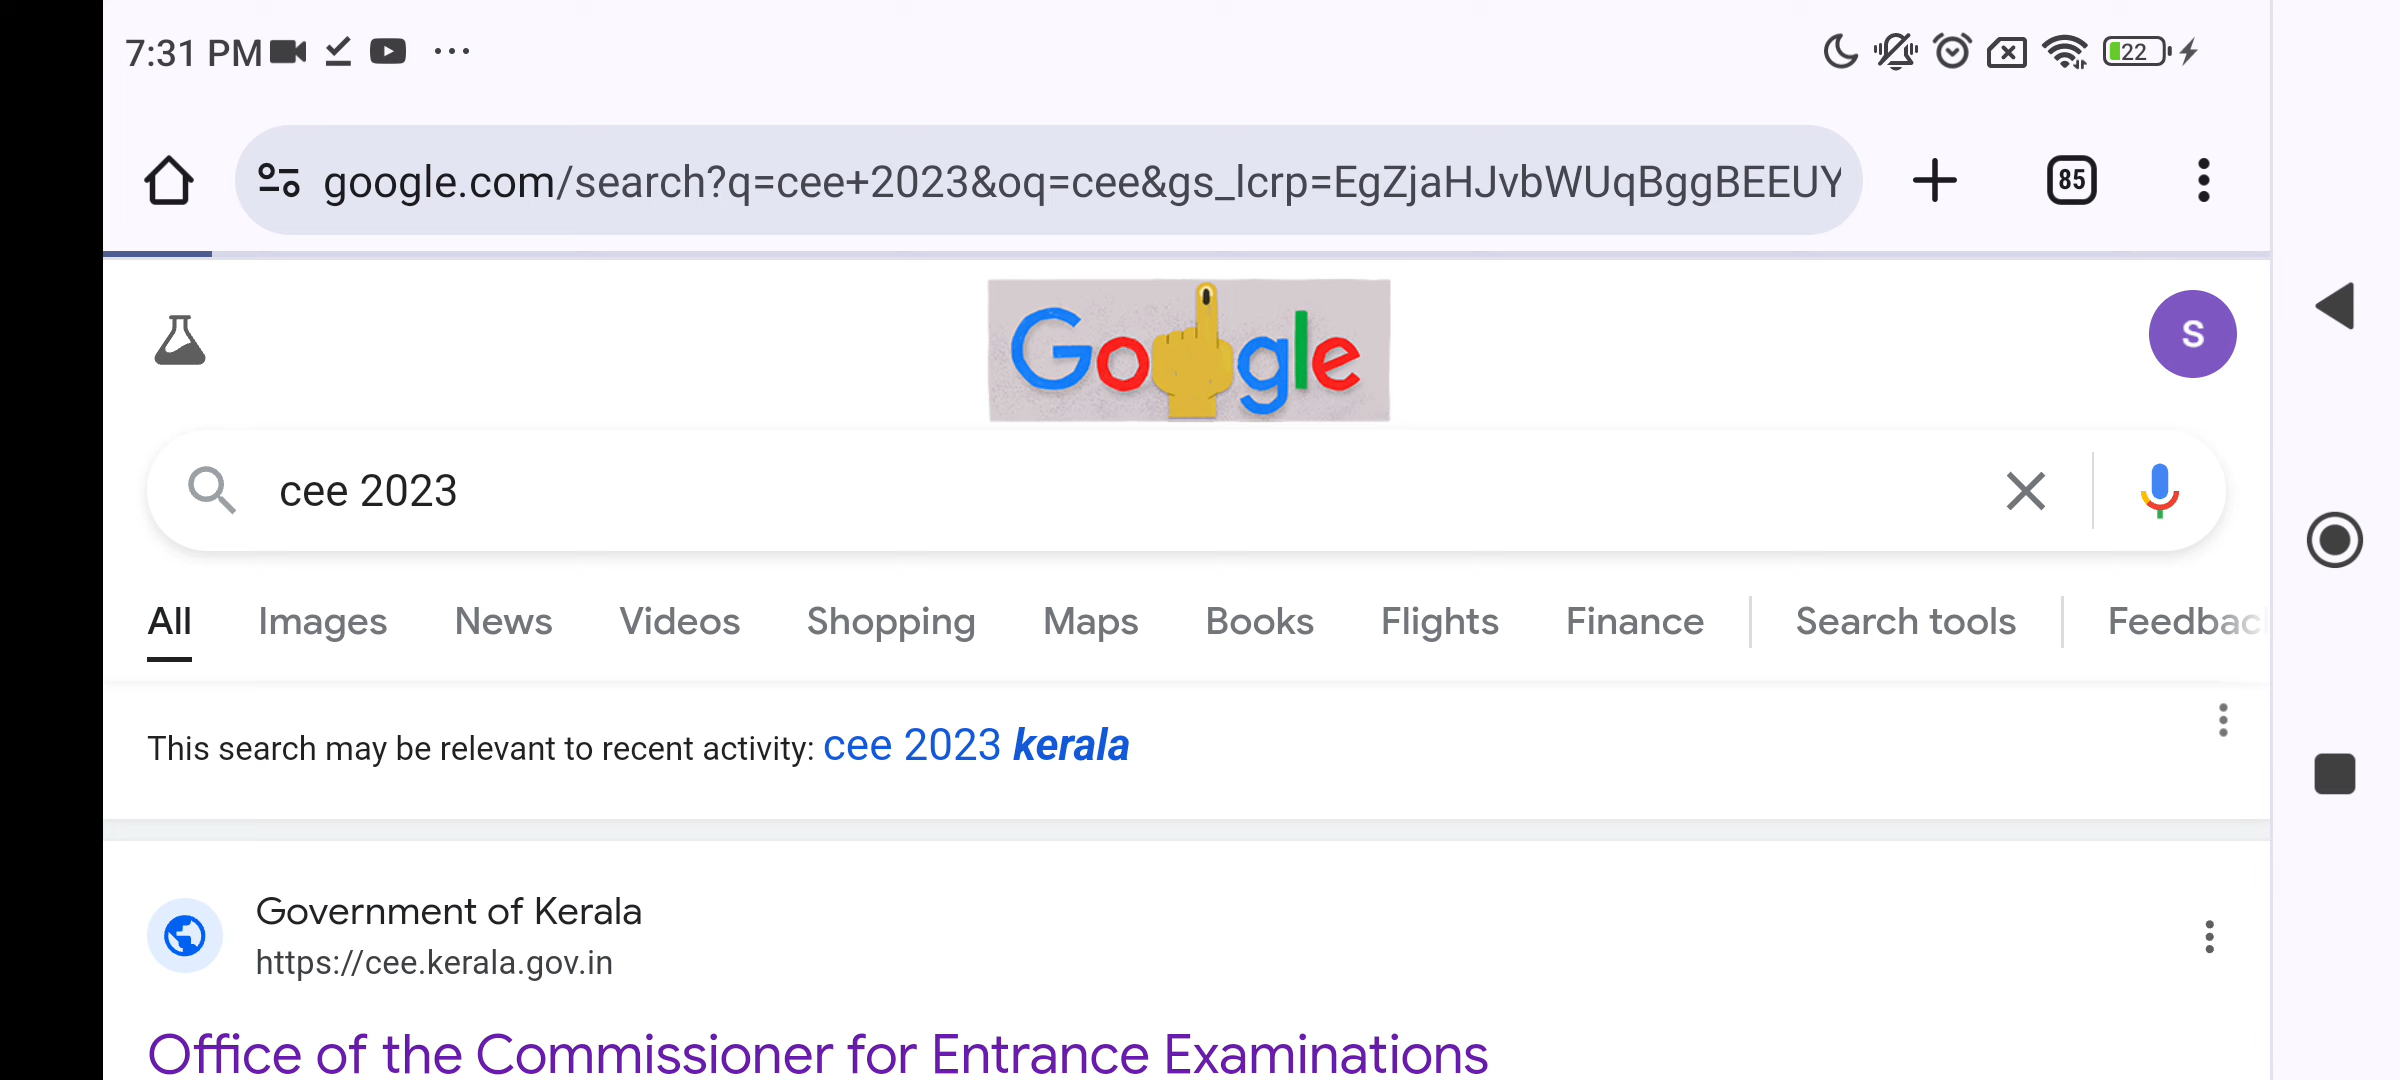 7:31 PM
22
google.com/search?q=cee+2023&oq=cee&gs_lcrp=EgZjaHJvbWUqBggBEEUY
85
Google
S
cee 2023
All Images News Videos Shopping Maps Books Flights Finance Search tools Feedbac
This search may be relevant to recent activity: cee 2023 kerala
Government of Kerala
https://cee.kerala.gov.in
Office of the Commissioner for Entrance Examinations